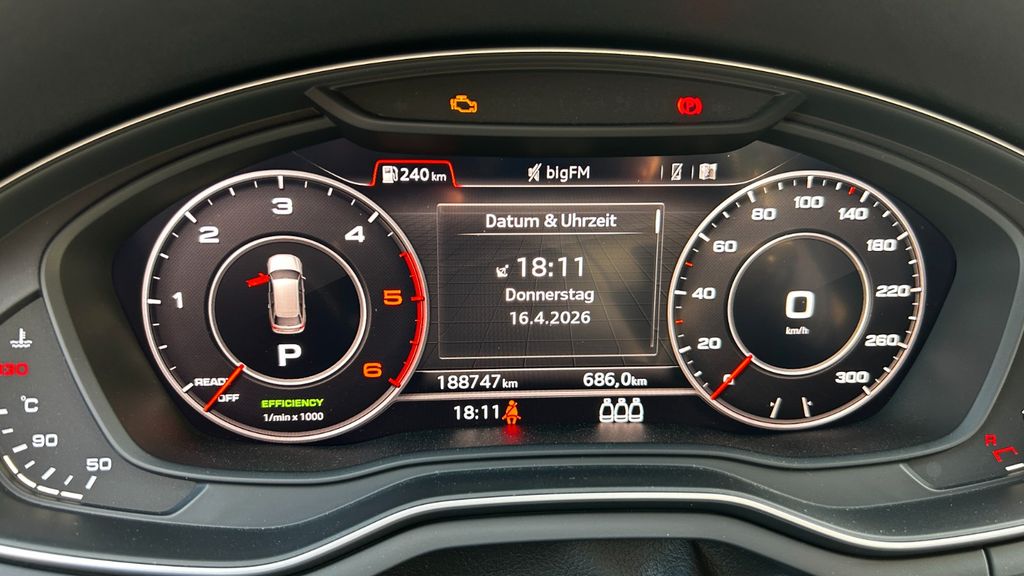 240 km
bigFM
Datum & Uhrzeit
18:11
Donnerstag
16.4.2026
1
2
3
4
5
6
P
READY
OFF
EFFICIENCY
1/min x 1000
0
20
40
60
80
100
140
180
220
260
300
0
km/h
188747 km
686,0 km
18:11
130
°C
90
50
R